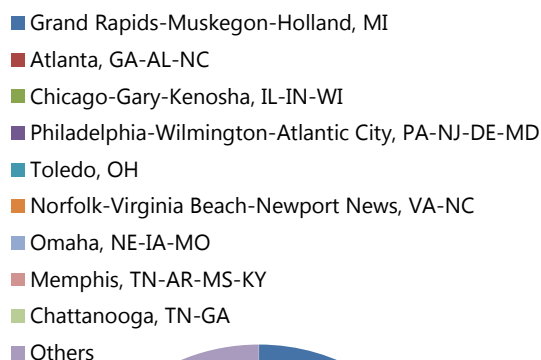 Grand Rapids-Muskegon-Holland, MI
Atlanta, GA-AL-NC
Chicago-Gary-Kenosha, IL-IN-WI
Philadelphia-Wilmington-Atlantic City, PA-NJ-DE-MD
Toledo, OH
Norfolk-Virginia Beach-Newport News, VA-NC
Omaha, NE-IA-MO
Memphis, TN-AR-MS-KY
Chattanooga, TN-GA
Others